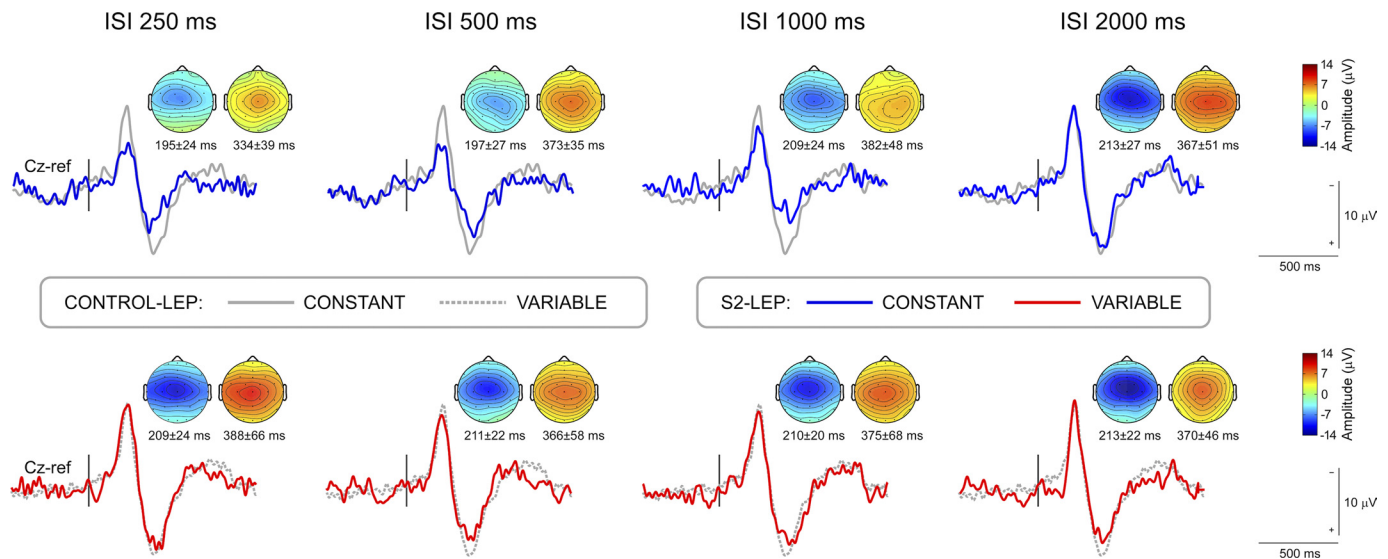 ISI 250 ms
ISI 500 ms
ISI 1000 ms
ISI 2000 ms
195±24 ms
334±39 ms
197±27 ms
373±35 ms
209±24 ms
382±48 ms
213±27 ms
367±51 ms
14
7
0
-7
-14
Amplitude (µV)
Cz-ref
−
10 µV
+
500 ms
CONTROL-LEP: CONSTANT VARIABLE
S2-LEP: CONSTANT VARIABLE
209±24 ms
388±66 ms
211±22 ms
366±58 ms
210±20 ms
375±68 ms
213±22 ms
370±46 ms
14
7
0
-7
-14
Amplitude (µV)
Cz-ref
−
10 µV
+
500 ms